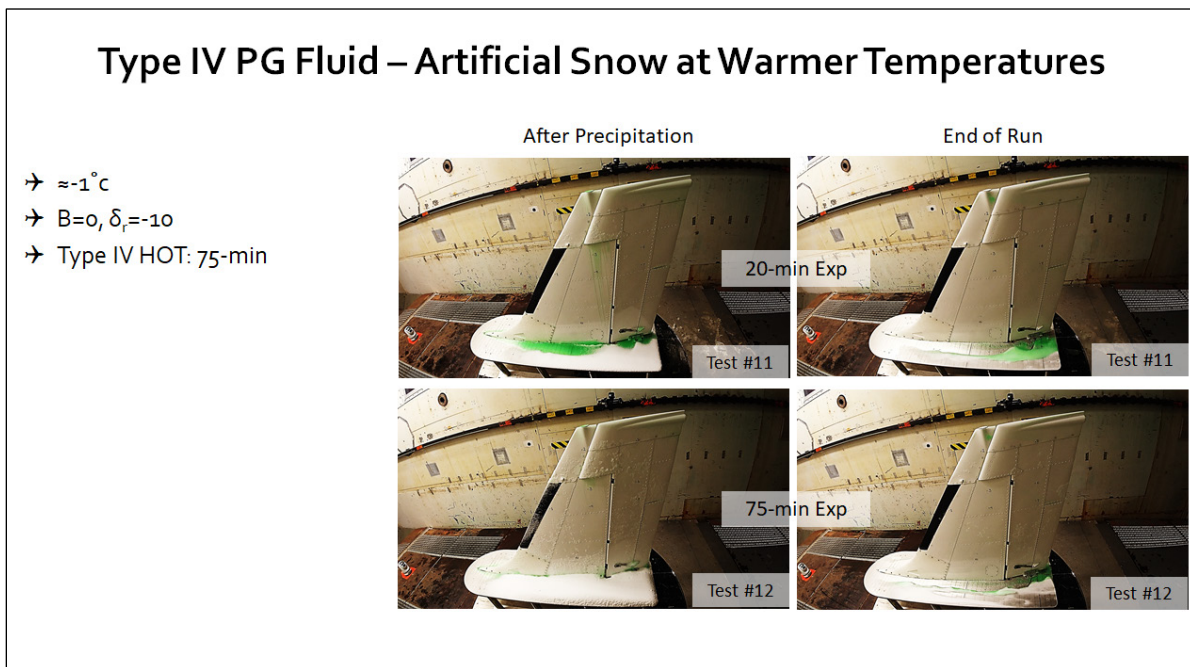 Type IV PG Fluid – Artificial Snow at Warmer Temperatures
After Precipitation
End of Run
≈-1°c
B=0, δr=-10
Type IV HOT: 75-min
20-min Exp
Test #11
Test #11
75-min Exp
Test #12
Test #12